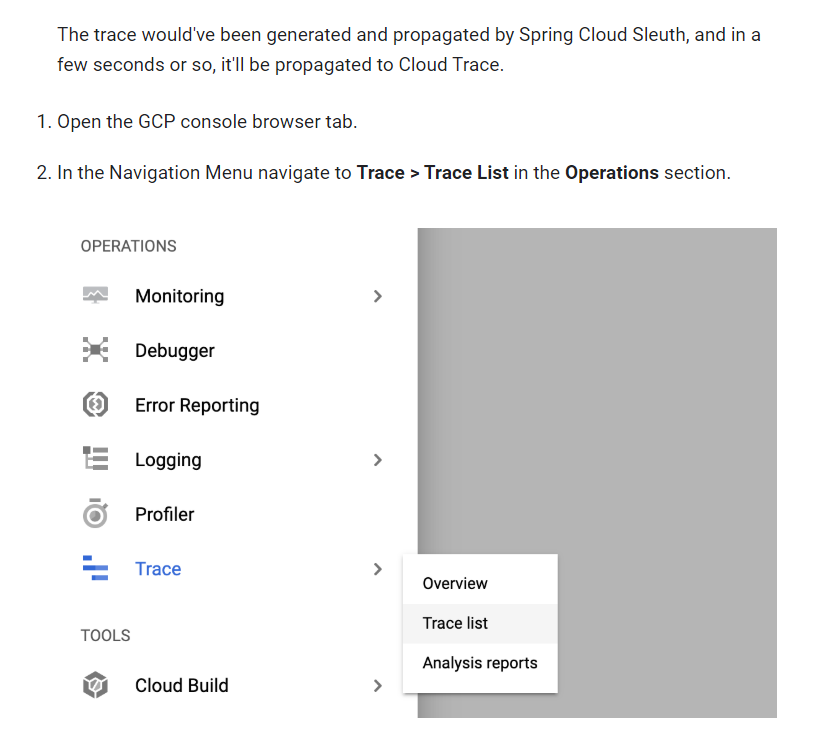 The trace would've been generated and propagated by Spring Cloud Sleuth, and in a
few seconds or so, it'll be propagated to Cloud Trace.
1. Open the GCP console browser tab.
2. In the Navigation Menu navigate to Trace > Trace List in the Operations section.
OPERATIONS
Monitoring
Debugger
Error Reporting
Logging
Profiler
Trace
Overview
Trace list
Analysis reports
TOOLS
Cloud Build